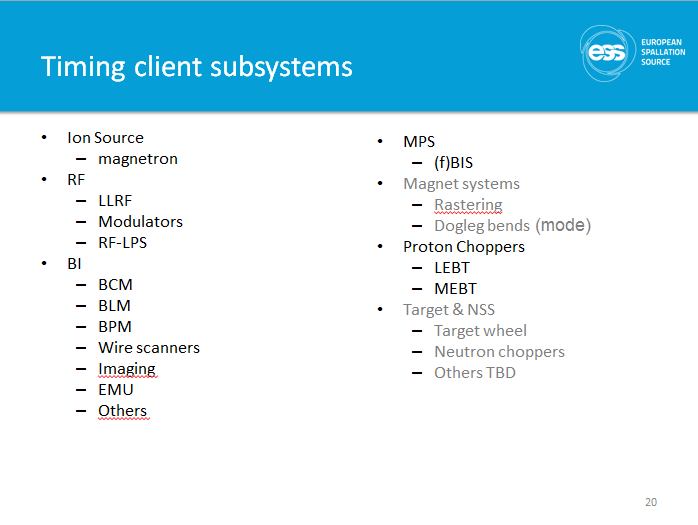 Timing client subsystems
ess
EUROPEAN
SPALLATION
SOURCE
• Ion Source
– magnetron
• RF
– LLRF
– Modulators
– RF-LPS
• BI
– BCM
– BLM
– BPM
– Wire scanners
– Imaging
– EMU
– Others
• MPS
– (f)BIS
• Magnet systems
– Rastering
– Dogleg bends (mode)
• Proton Choppers
– LEBT
– MEBT
• Target & NSS
– Target wheel
– Neutron choppers
– Others TBD
20